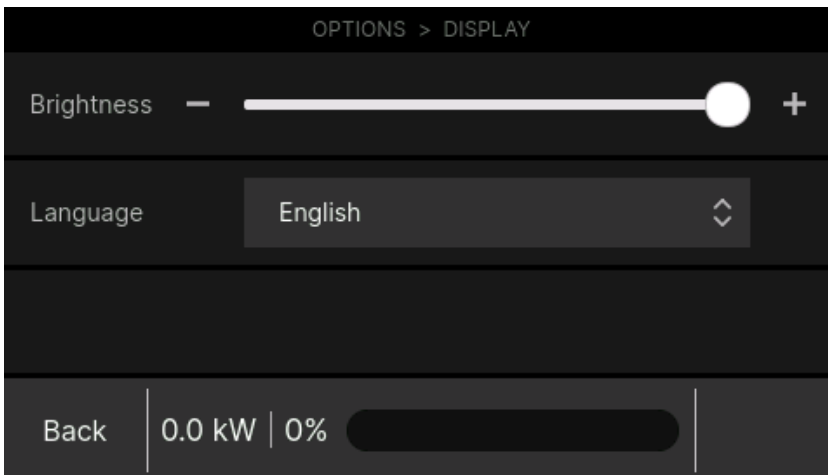 OPTIONS > DISPLAY
Brightness − +
Language English
Back 0.0 kW | 0%